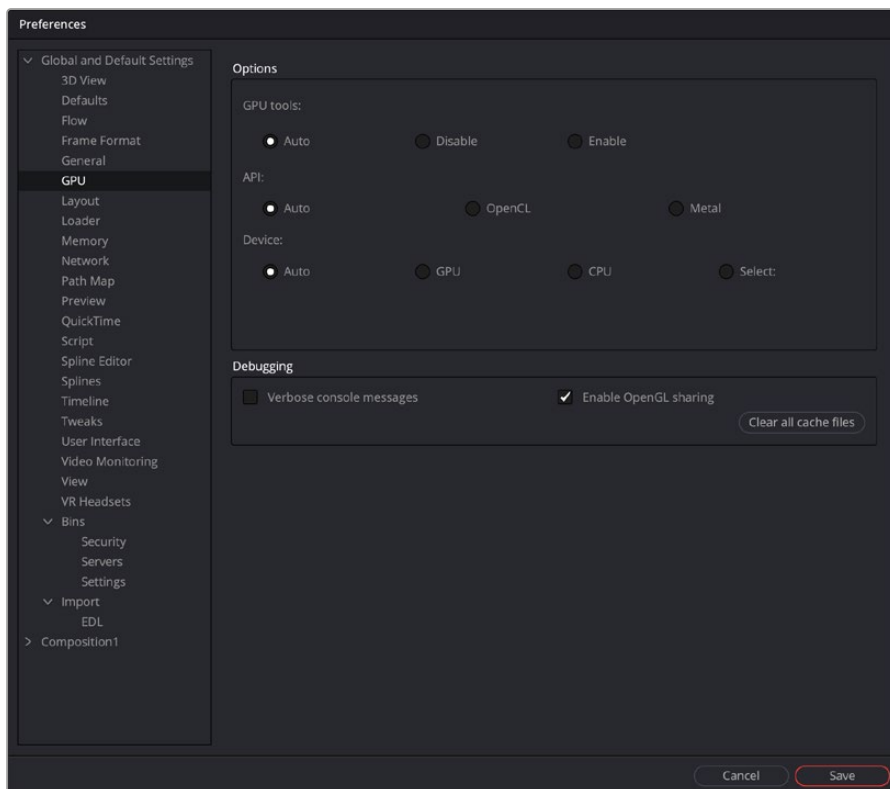 Preferences
Global and Default Settings
3D View
Defaults
Flow
Frame Format
General
GPU
Layout
Loader
Memory
Network
Path Map
Preview
QuickTime
Script
Spline Editor
Splines
Timeline
Tweaks
User Interface
Video Monitoring
View
VR Headsets
Bins
Security
Servers
Settings
Import
EDL
Composition1
Options
GPU tools:
Auto Disable Enable
API:
Auto OpenCL Metal
Device:
Auto GPU CPU Select:
Debugging
Verbose console messages Enable OpenGL sharing
Clear all cache files
Cancel Save